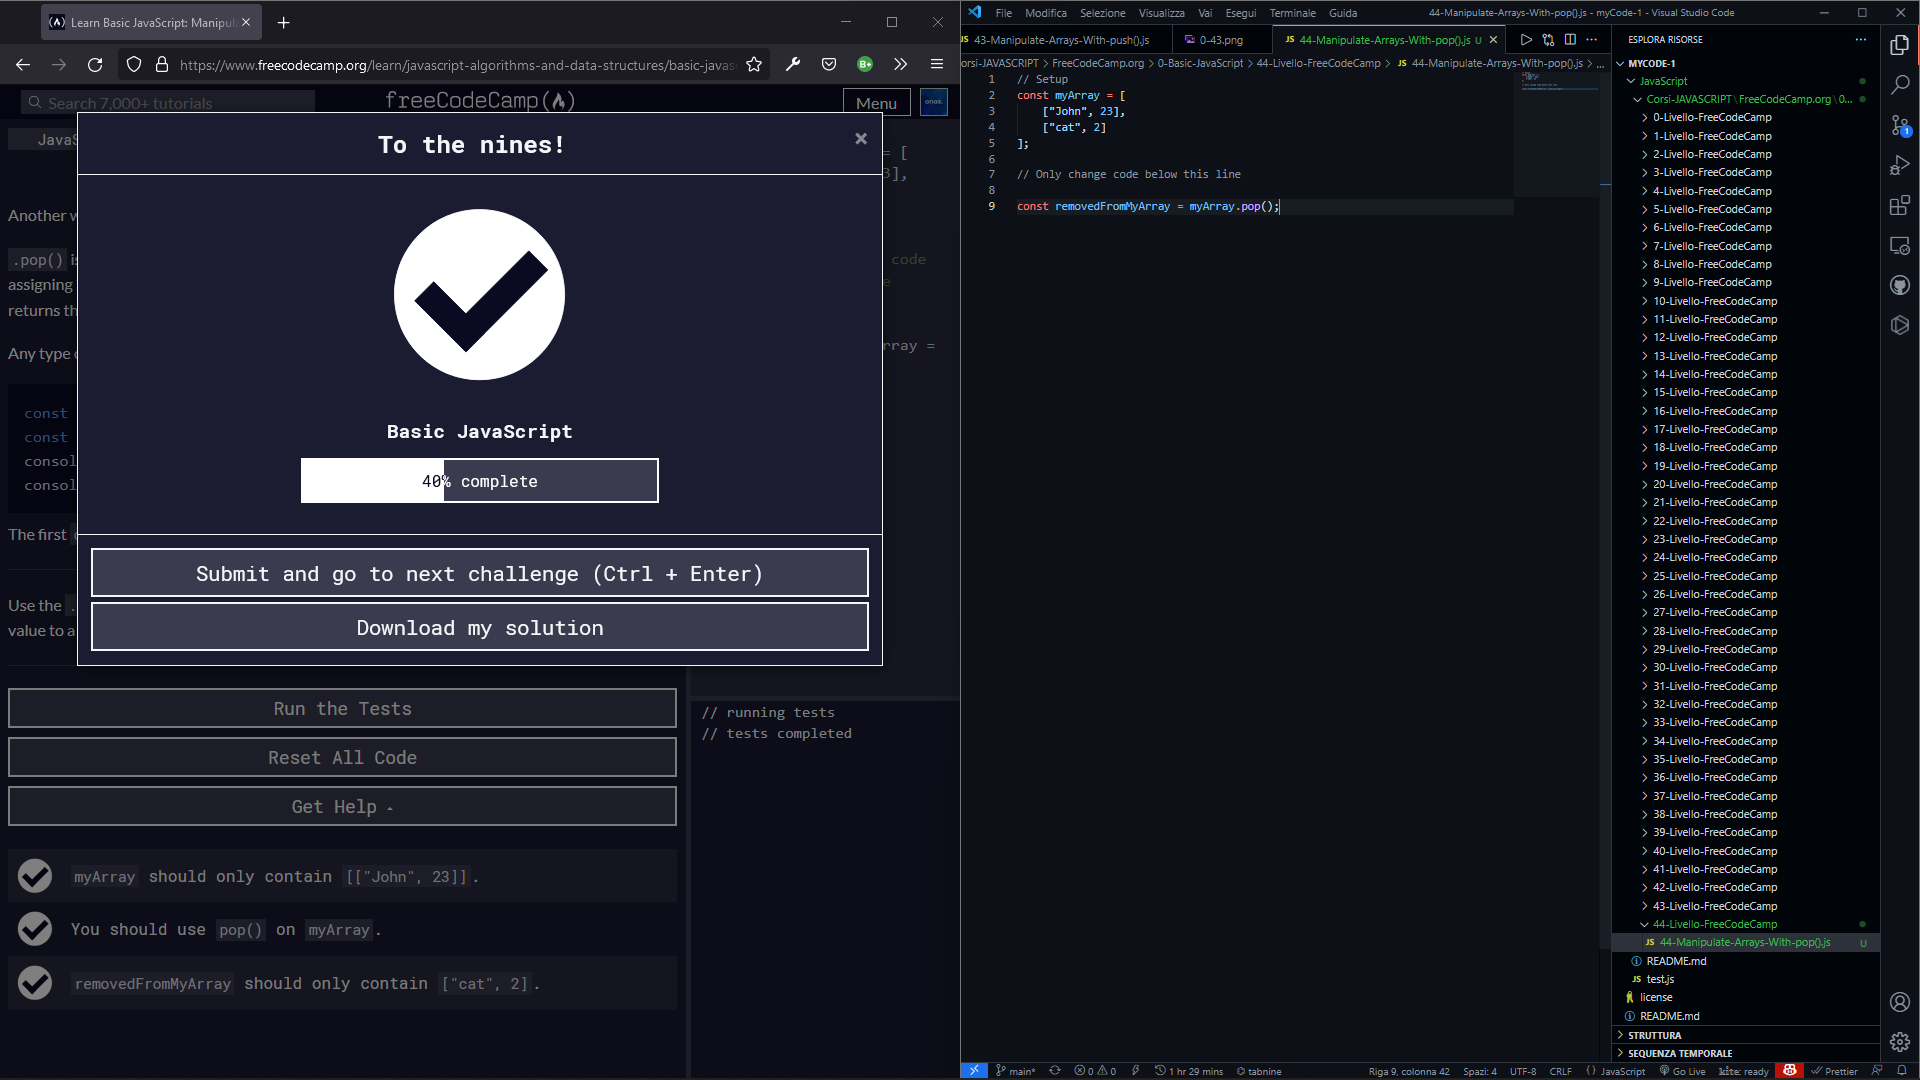 Learn Basic JavaScript: Manipul
https://www.freecodecamp.org/learn/javascript-algorithms-and-data-structures/basic-javas
Search 7,000+ tutorials
freeCodeCamp
Menu
JavaS
To the nines!
×
= [
3],
Another w
.pop() is
code
assigning
e
returns th
Any type o
rray =
const
const
consol
consol
Basic JavaScript
40% complete
The first
Submit and go to next challenge (Ctrl + Enter)
Use the .
value to a
Download my solution
Run the Tests
Reset All Code
Get Help
// running tests
// tests completed
myArray should only contain [["John", 23]].
You should use pop() on myArray.
removedFromMyArray should only contain ["cat", 2].
File Modifica Selezione Visualizza Vai Esegui Terminale Guida
44-Manipulate-Arrays-With-pop().js - myCode-1 - Visual Studio Code
JS 43-Manipulate-Arrays-With-push().js
0-43.png
JS 44-Manipulate-Arrays-With-pop().js U
orsi-JAVASCRIPT > FreeCodeCamp.org > 0-Basic-JavaScript > 44-Livello-FreeCodeCamp > JS 44-Manipulate-Arrays-With-pop().js > ...
1 // Setup
2 const myArray = [
3 ["John", 23],
4 ["cat", 2]
5 ];
6
7 // Only change code below this line
8
9 const removedFromMyArray = myArray.pop();
ESPLORA RISORSE
MYCODE-1
JavaScript
Corsi-JAVASCRIPT \ FreeCodeCamp.org \ 0...
0-Livello-FreeCodeCamp
1-Livello-FreeCodeCamp
2-Livello-FreeCodeCamp
3-Livello-FreeCodeCamp
4-Livello-FreeCodeCamp
5-Livello-FreeCodeCamp
6-Livello-FreeCodeCamp
7-Livello-FreeCodeCamp
8-Livello-FreeCodeCamp
9-Livello-FreeCodeCamp
10-Livello-FreeCodeCamp
11-Livello-FreeCodeCamp
12-Livello-FreeCodeCamp
13-Livello-FreeCodeCamp
14-Livello-FreeCodeCamp
15-Livello-FreeCodeCamp
16-Livello-FreeCodeCamp
17-Livello-FreeCodeCamp
18-Livello-FreeCodeCamp
19-Livello-FreeCodeCamp
20-Livello-FreeCodeCamp
21-Livello-FreeCodeCamp
22-Livello-FreeCodeCamp
23-Livello-FreeCodeCamp
24-Livello-FreeCodeCamp
25-Livello-FreeCodeCamp
26-Livello-FreeCodeCamp
27-Livello-FreeCodeCamp
28-Livello-FreeCodeCamp
29-Livello-FreeCodeCamp
30-Livello-FreeCodeCamp
31-Livello-FreeCodeCamp
32-Livello-FreeCodeCamp
33-Livello-FreeCodeCamp
34-Livello-FreeCodeCamp
35-Livello-FreeCodeCamp
36-Livello-FreeCodeCamp
37-Livello-FreeCodeCamp
38-Livello-FreeCodeCamp
39-Livello-FreeCodeCamp
40-Livello-FreeCodeCamp
41-Livello-FreeCodeCamp
42-Livello-FreeCodeCamp
43-Livello-FreeCodeCamp
44-Livello-FreeCodeCamp
JS 44-Manipulate-Arrays-With-pop().js U
README.md
JS test.js
license
README.md
STRUTTURA
SEQUENZA TEMPORALE
1
main* 0 0 1 hr 29 mins tabnine
Riga 9, colonna 42 Spazi: 4 UTF-8 CRLF { } JavaScript Go Live kite: ready Prettier